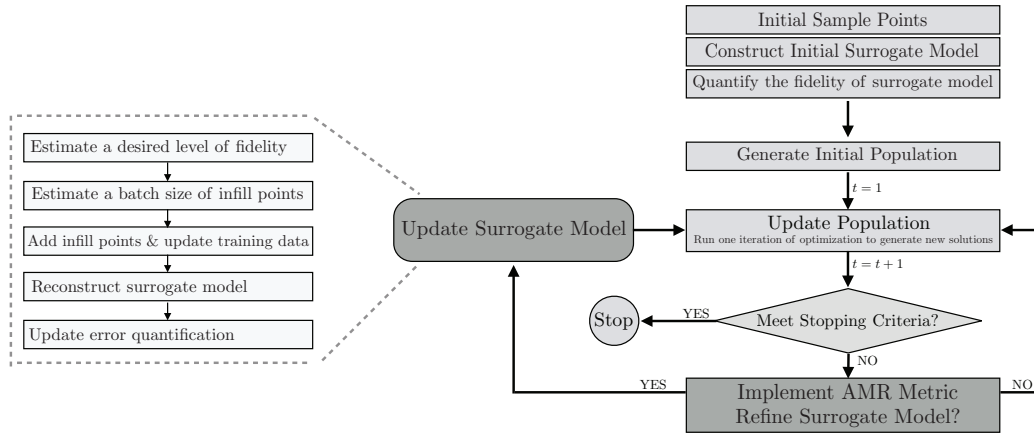 Initial Sample Points
Construct Initial Surrogate Model
Quantify the fidelity of surrogate model
Generate Initial Population
t = 1
Update Population
Run one iteration of optimization to generate new solutions
t = t + 1
Meet Stopping Criteria?
YES
Stop
NO
Implement AMR Metric
Refine Surrogate Model?
NO
YES
Update Surrogate Model
Estimate a desired level of fidelity
Estimate a batch size of infill points
Add infill points & update training data
Reconstruct surrogate model
Update error quantification